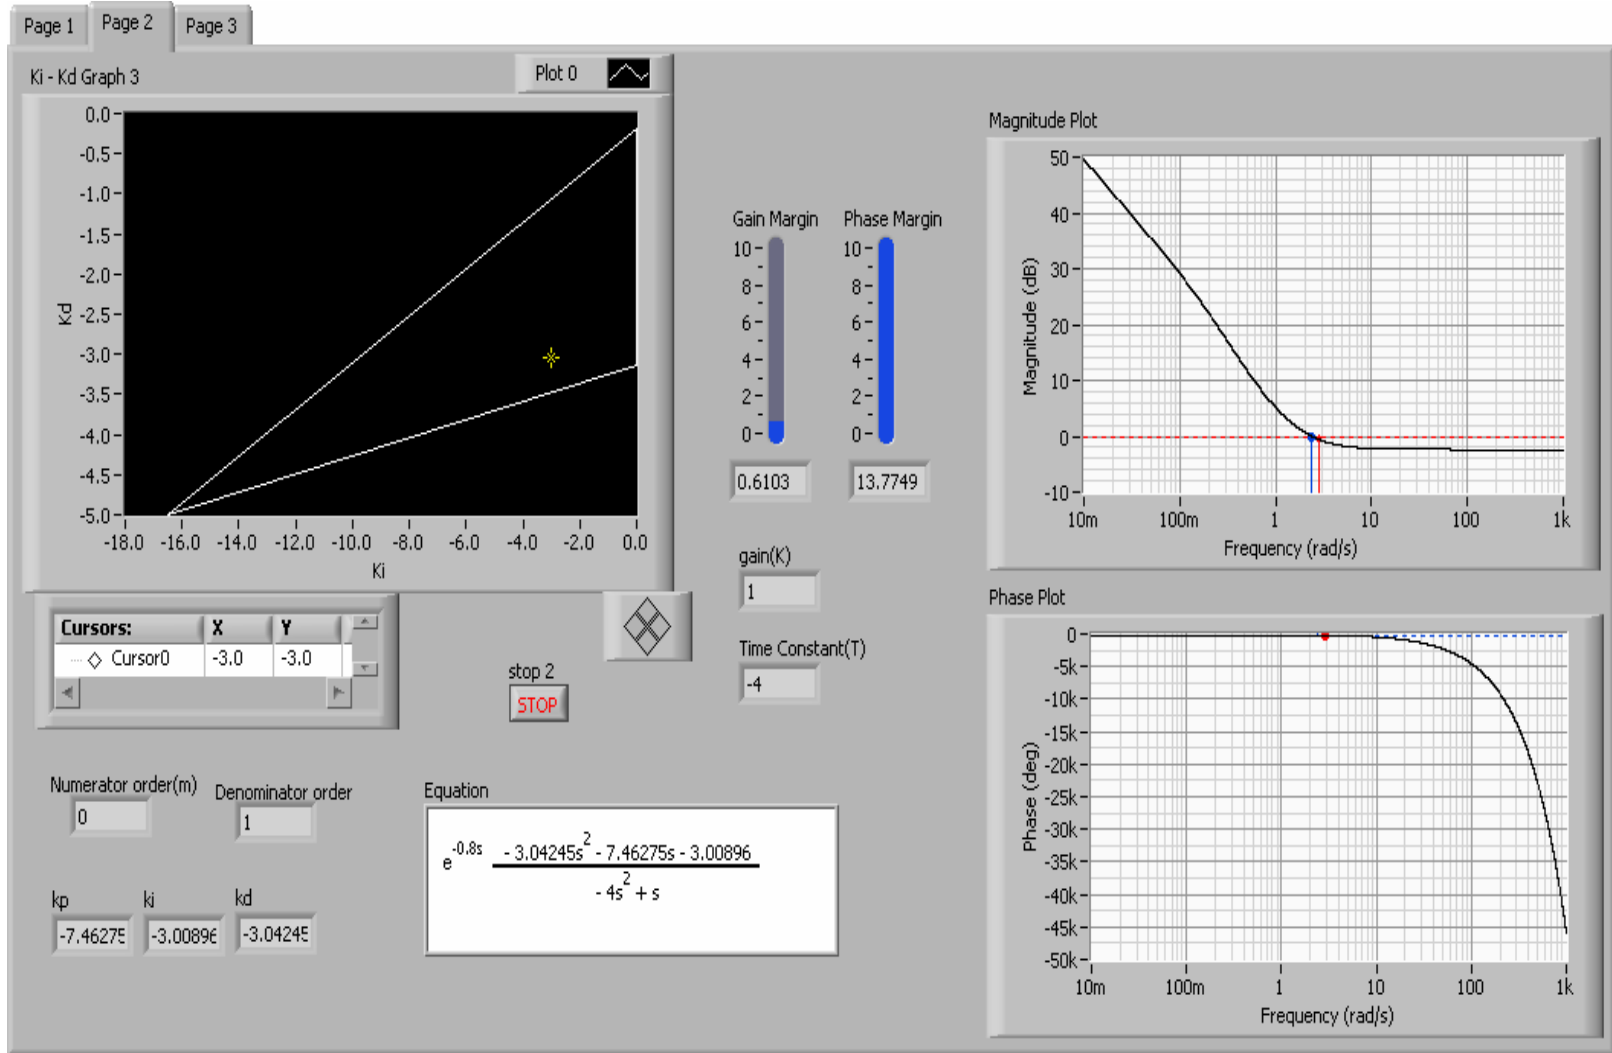 Page 1 Page 2 Page 3
Ki - Kd Graph 3
Plot 0
0.0
-0.5
-1.0
-1.5
-2.0
-2.5
-3.0
-3.5
-4.0
-4.5
-5.0
Kd
-18.0 -16.0 -14.0 -12.0 -10.0 -8.0 -6.0 -4.0 -2.0 0.0
Ki
Cursors: X Y
Cursor0 -3.0 -3.0
stop 2
STOP
Gain Margin
10
8
6
4
2
0
0.6103
Phase Margin
10
8
6
4
2
0
13.7749
gain(K)
1
Time Constant(T)
-4
Numerator order(m)
0
Denominator order
1
kp
-7.46275
ki
-3.00896
kd
-3.04245
Equation
e^-0.8s
- 3.04245s^2 - 7.46275s - 3.00896
- 4s^2 + s
Magnitude Plot
50
40
30
20
10
0
-10
Magnitude (dB)
10m 100m 1 10 100 1k
Frequency (rad/s)
Phase Plot
0
-5k
-10k
-15k
-20k
-25k
-30k
-35k
-40k
-45k
-50k
Phase (deg)
10m 100m 1 10 100 1k
Frequency (rad/s)